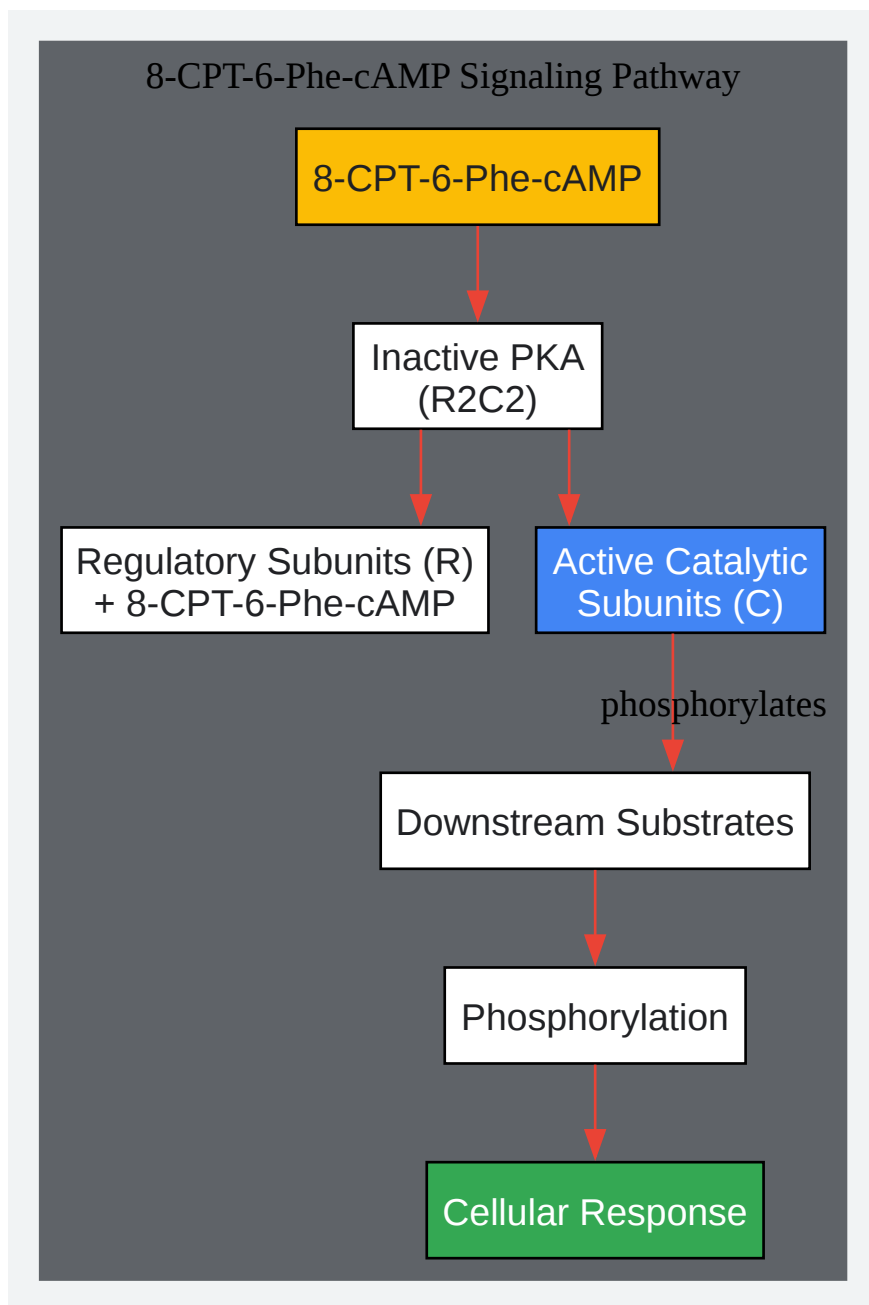 8-CPT-6-Phe-cAMP Signaling Pathway
8-CPT-6-Phe-cAMP
Inactive PKA
(R2C2)
Regulatory Subunits (R)
+ 8-CPT-6-Phe-cAMP
Active Catalytic
Subunits (C)
phosphorylates
Downstream Substrates
Phosphorylation
Cellular Response